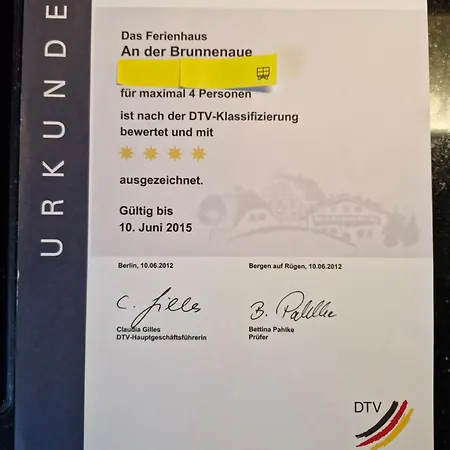 URKUNDE
Das Ferienhaus
An der Brunnenaue
für maximal 4 Personen
ist nach der DTV-Klassifizierung
bewertet und mit
ausgezeichnet.
Gültig bis
10. Juni 2015
Berlin, 10.06.2012
Bergen auf Rügen, 10.06.2012
C. Gilles
B. Pahlke
Claudia Gilles
DTV-Hauptgeschäftsführerin
Bettina Pahlke
Prüfer
DTV